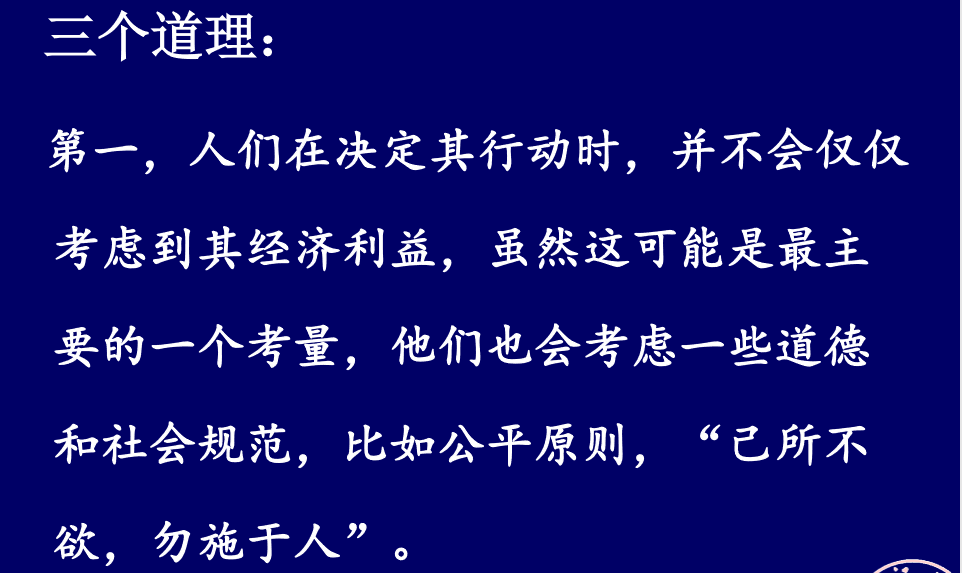 三个道理：
第一，人们在决定其行动时，并不会仅仅
考虑到其经济利益，虽然这可能是最主
要的一个考量，他们也会考虑一些道德
和社会规范，比如公平原则，“己所不
欲，勿施于人”。